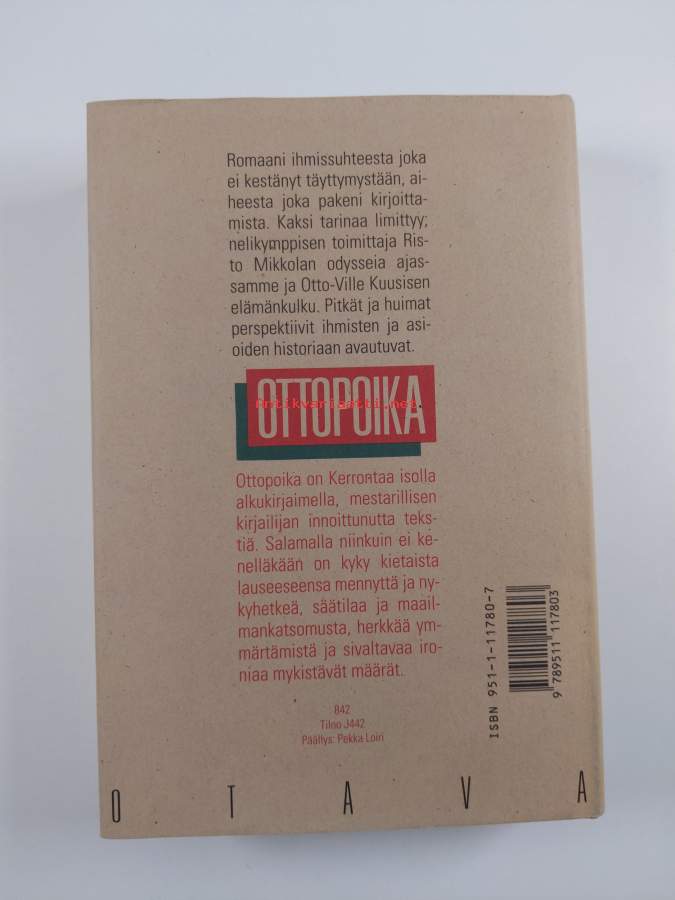 Romaani ihmissuhteesta joka
ei kestänyt täyttymystään, ai-
heesta joka pakeni kirjoitta-
mista. Kaksi tarinaa limittyy;
nelikymppisen toimittaja Ris-
to Mikkolan odysseia ajas-
samme ja Otto-Ville Kuusisen
elämänkulku. Pitkät ja huimat
perspektiivit ihmisten ja asi-
oiden historiaan avautuvat.
OTTOPOIKA
Antikvariaatti.net
Ottopoika on Kerrontaa isolla
alkukirjaimella, mestarillisen
kirjailijan innoittunutta teks-
tiä. Salamalla niinkuin ei ke-
nelläkään on kyky kietaista
lauseeseensa mennyttä ja ny-
kyhetkeä, säätilaa ja maail-
mankatsomusta, herkkää ym-
märtämistä ja sivaltavaa iro-
niaa mykistävät määrät.
842
Tilno J442
Päällys: Pekka Loiri
ISBN 951-1-11780-7
9 789511 117803
OTAVA